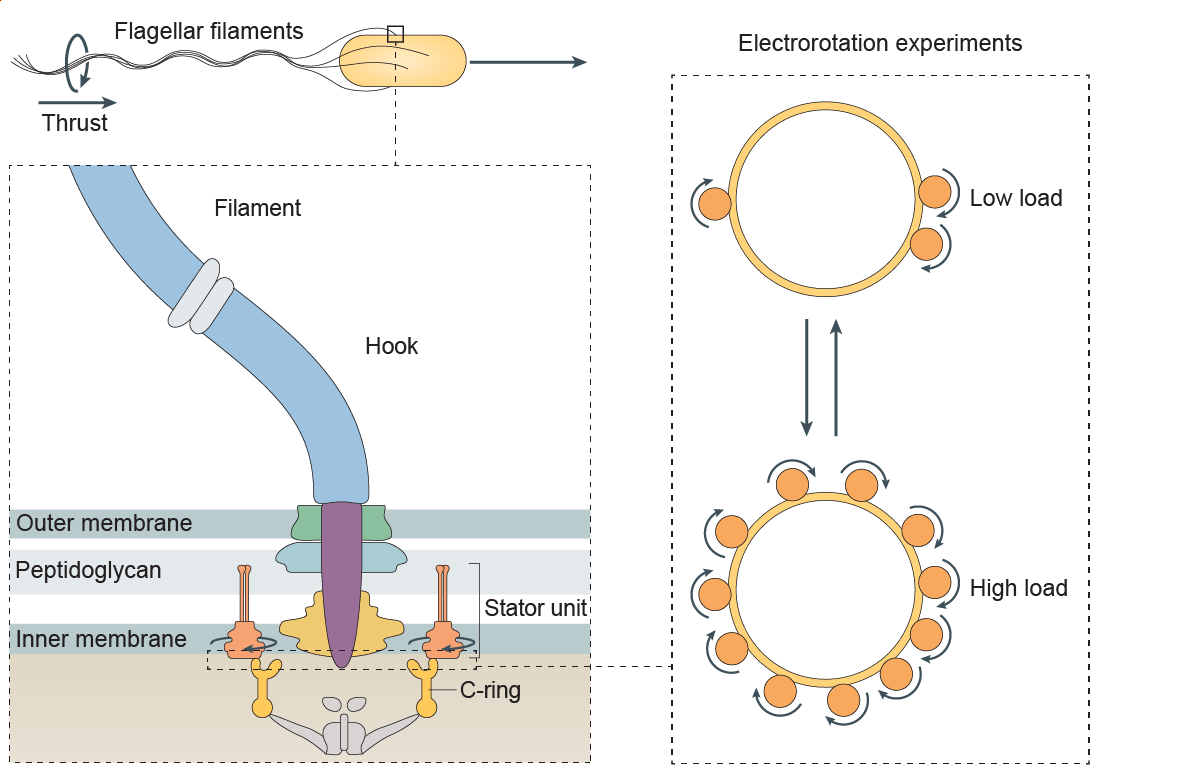 Flagellar filaments
Thrust
Filament
Hook
Outer membrane
Peptidoglycan
Stator unit
Inner membrane
C-ring
Electrorotation experiments
Low load
High load